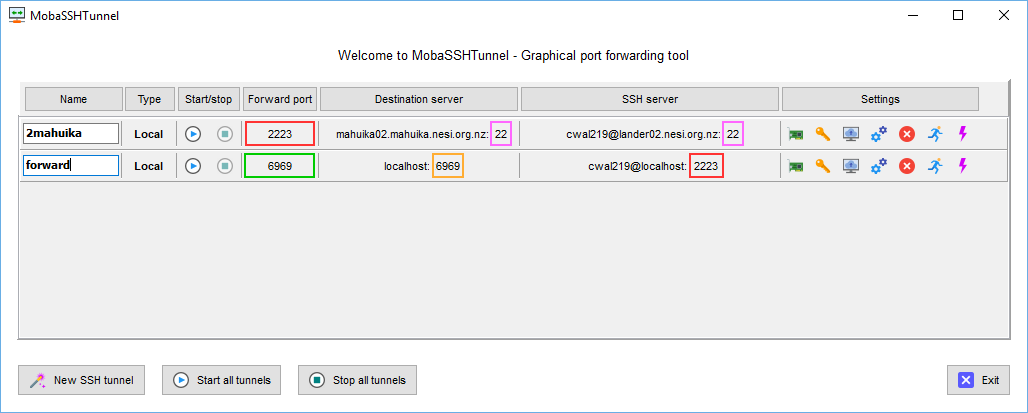 MobaSSHTunnel
Welcome to MobaSSHTunnel - Graphical port forwarding tool
Name Type Start/stop Forward port Destination server SSH server Settings
2mahuika Local 2223 mahuika02.mahuika.nesi.org.nz: 22 cwal219@lander02.nesi.org.nz: 22
forward Local 6969 localhost: 6969 cwal219@localhost: 2223
New SSH tunnel Start all tunnels Stop all tunnels Exit